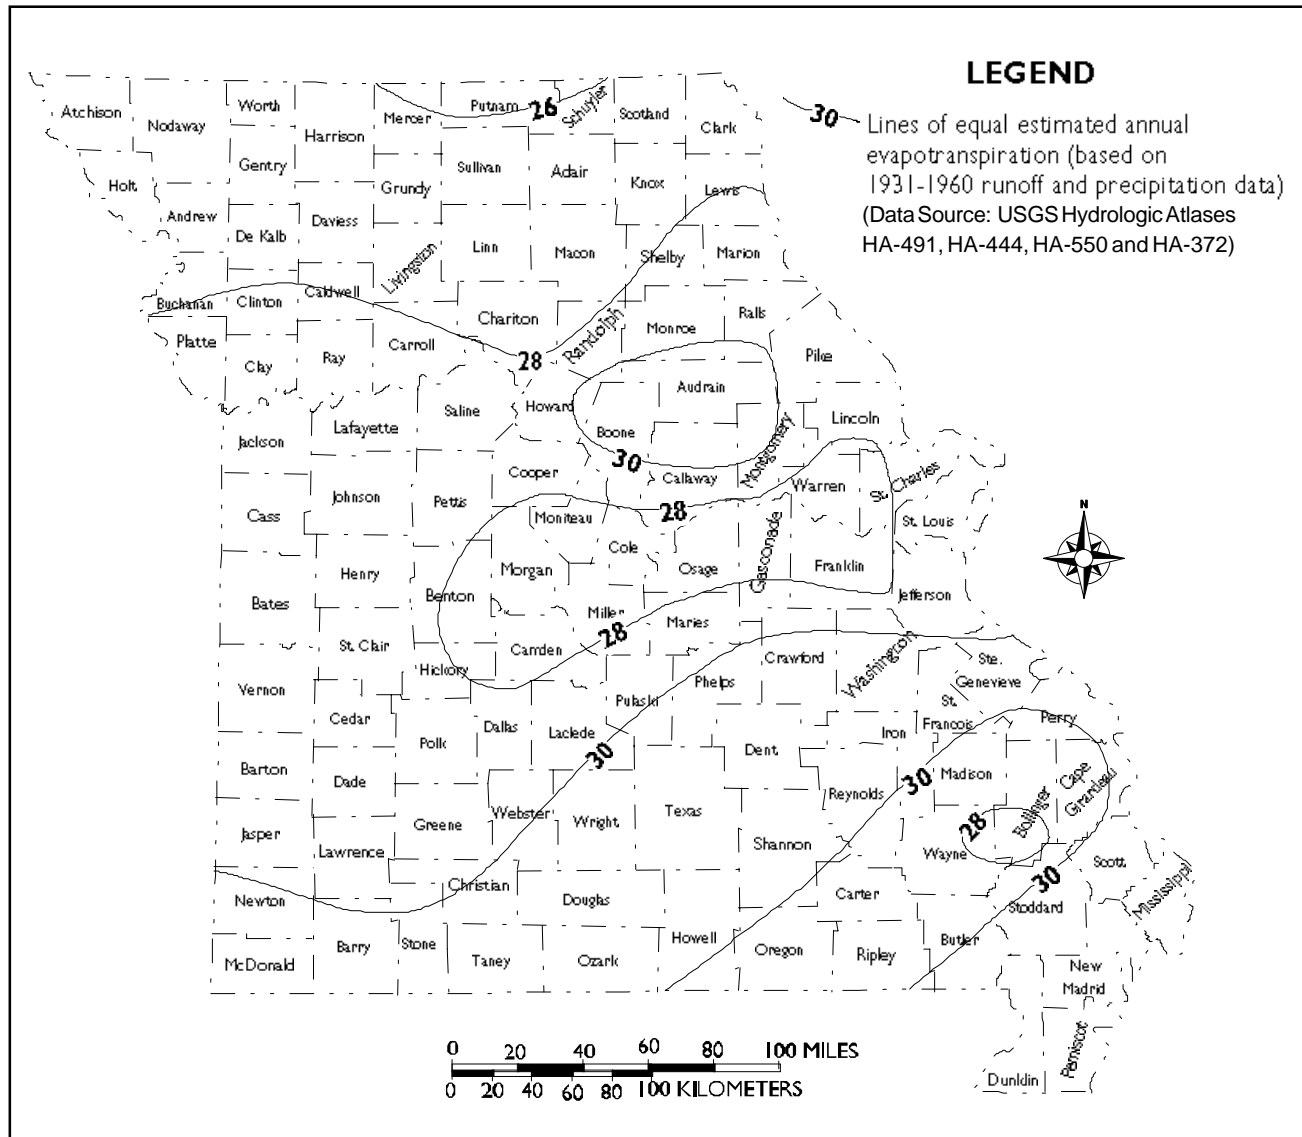 LEGEND
30
Lines of equal estimated annual
evapotranspiration (based on
1931-1960 runoff and precipitation data)
(Data Source: USGS Hydrologic Atlases
HA-491, HA-444, HA-550 and HA-372)
Atchison
Nodaway
Worth
Harrison
Mercer
Putnam
26
Schuyler
Scotland
Clark
Holt
Gentry
Grundy
Sullivan
Adair
Knox
Lewis
Andrew
De Kalb
Daviess
Livingston
Linn
Macon
Shelby
Marion
Buchanan
Clinton
Caldwell
Chariton
Randolph
Monroe
Ralls
Platte
Clay
Ray
Carroll
28
Pike
Audrain
Jackson
Lafayette
Saline
Howard
Boone
30
Lincoln
Montgomery
Cooper
Callaway
Warren
St. Charles
Cass
Johnson
Pettis
Moniteau
28
St. Louis
N
Cole
Gasconade
Henry
Morgan
Osage
Franklin
Bates
Benton
Miller
Maries
Jefferson
28
St. Clair
Camden
Hickory
Crawford
Washington
Ste.
Genevieve
Vernon
Pulaski
Phelps
St.
Francois
Cedar
Polk
Dallas
Laclede
30
Dent
Iron
Perry
Barton
Dade
Madison
30
Cape
Girardeau
Jasper
Greene
Webster
Wright
Texas
Reynolds
Bollinger
28
Lawrence
Shannon
Wayne
Scott
Newton
Christian
Douglas
Carter
30
Stoddard
Mississippi
McDonald
Barry
Stone
Taney
Ozark
Howell
Oregon
Ripley
Butler
New
Madrid
Pemiscot
Dunklin
0 20 40 60 80 100 MILES
0 20 40 60 80 100 KILOMETERS